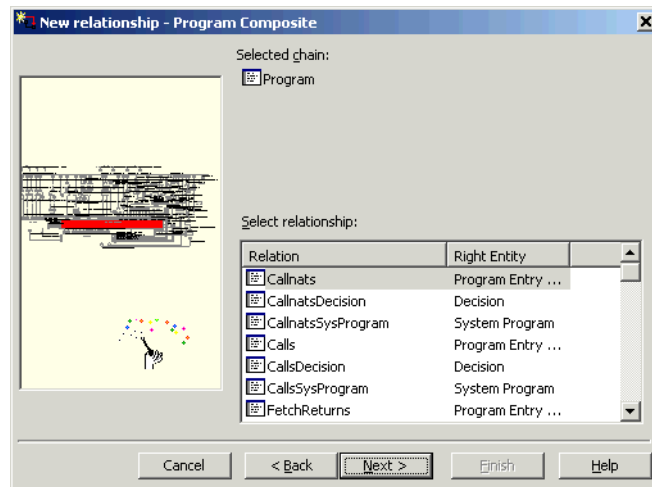 New relationship - Program Composite
Selected chain:
Program
Select relationship:
Relation Right Entity
Callnats Program Entry ...
CallnatsDecision Decision
CallnatsSysProgram System Program
Calls Program Entry ...
CallsDecision Decision
CallsSysProgram System Program
FetchReturns Program Entry ...
Cancel < Back Next > Finish Help